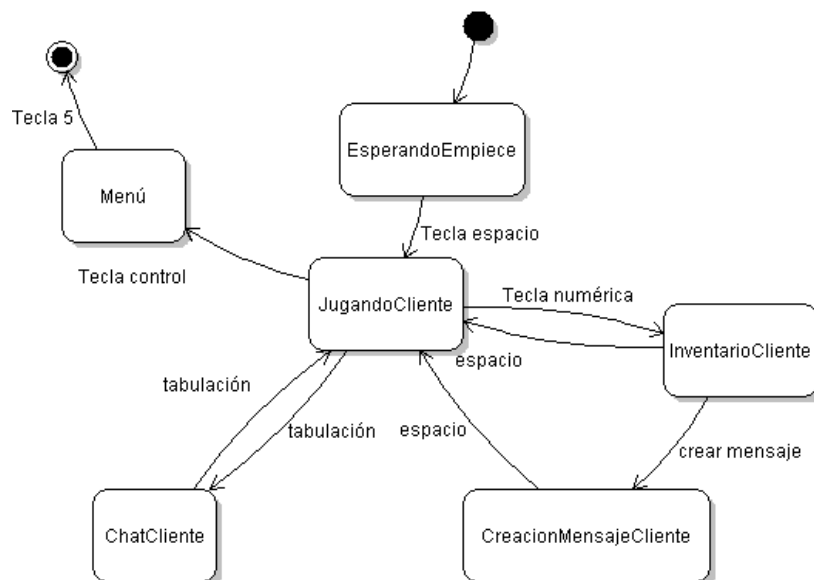 Tecla 5
EsperandoEmpiece
Menú
Tecla espacio
Tecla control
JugandoCliente
Tecla numérica
InventarioCliente
espacio
tabulación
tabulación
espacio
crear mensaje
ChatCliente
CreacionMensajeCliente